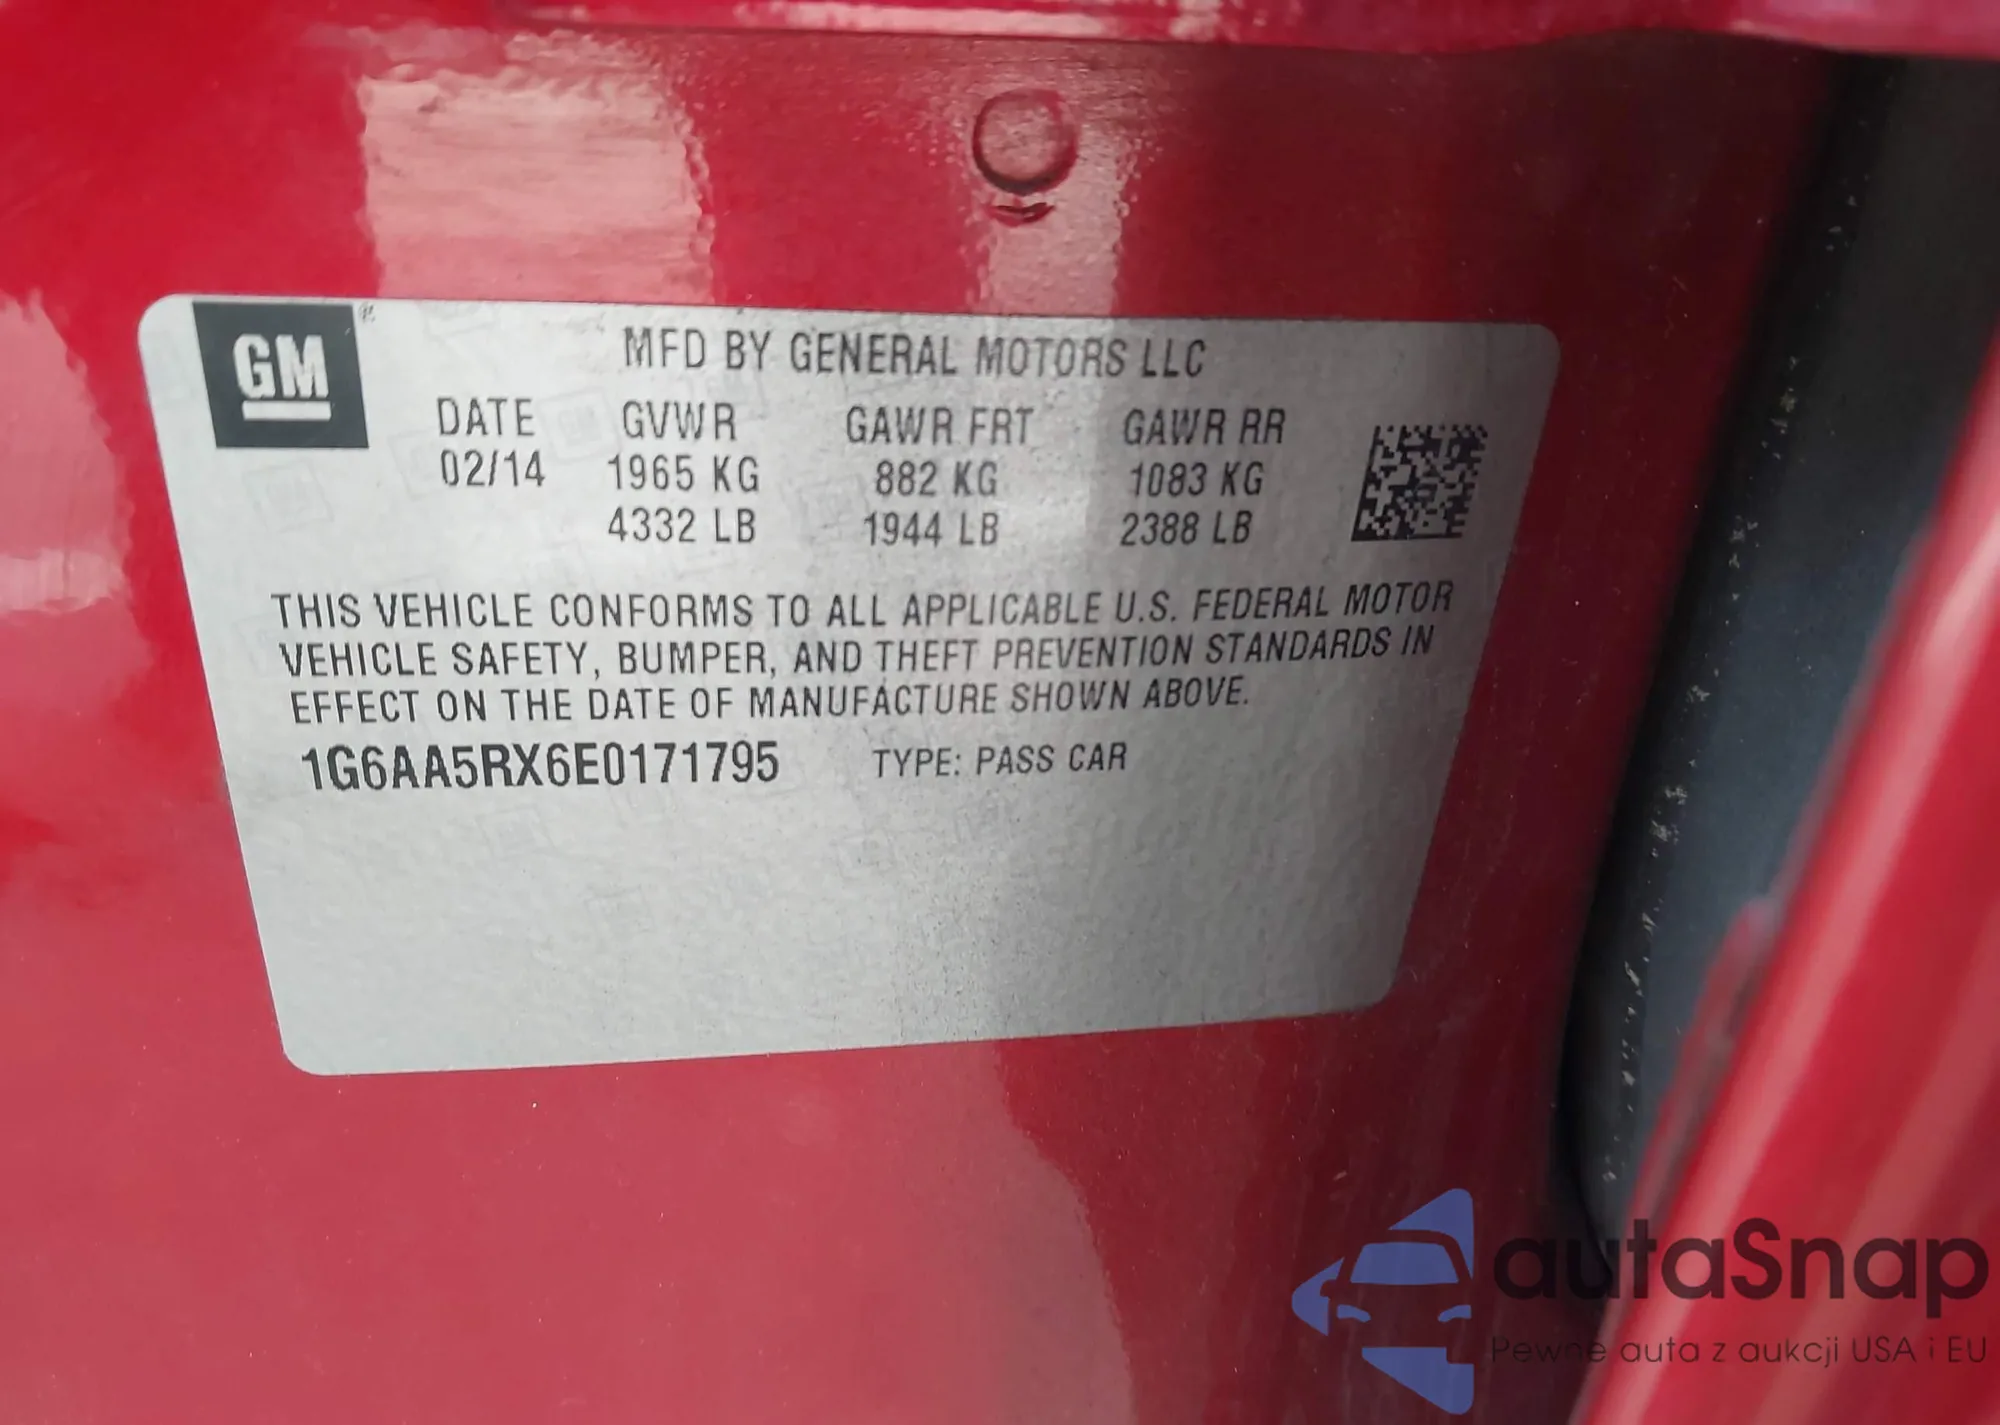 GM ®
MFD BY GENERAL MOTORS LLC
DATE GVWR GAWR FRT GAWR RR
02/14 1965 KG 882 KG 1083 KG
4332 LB 1944 LB 2388 LB
THIS VEHICLE CONFORMS TO ALL APPLICABLE U.S. FEDERAL MOTOR
VEHICLE SAFETY, BUMPER, AND THEFT PREVENTION STANDARDS IN
EFFECT ON THE DATE OF MANUFACTURE SHOWN ABOVE.
1G6AA5RX6E0171795 TYPE: PASS CAR
autaSnap
Pewne auta z aukcji USA i EU